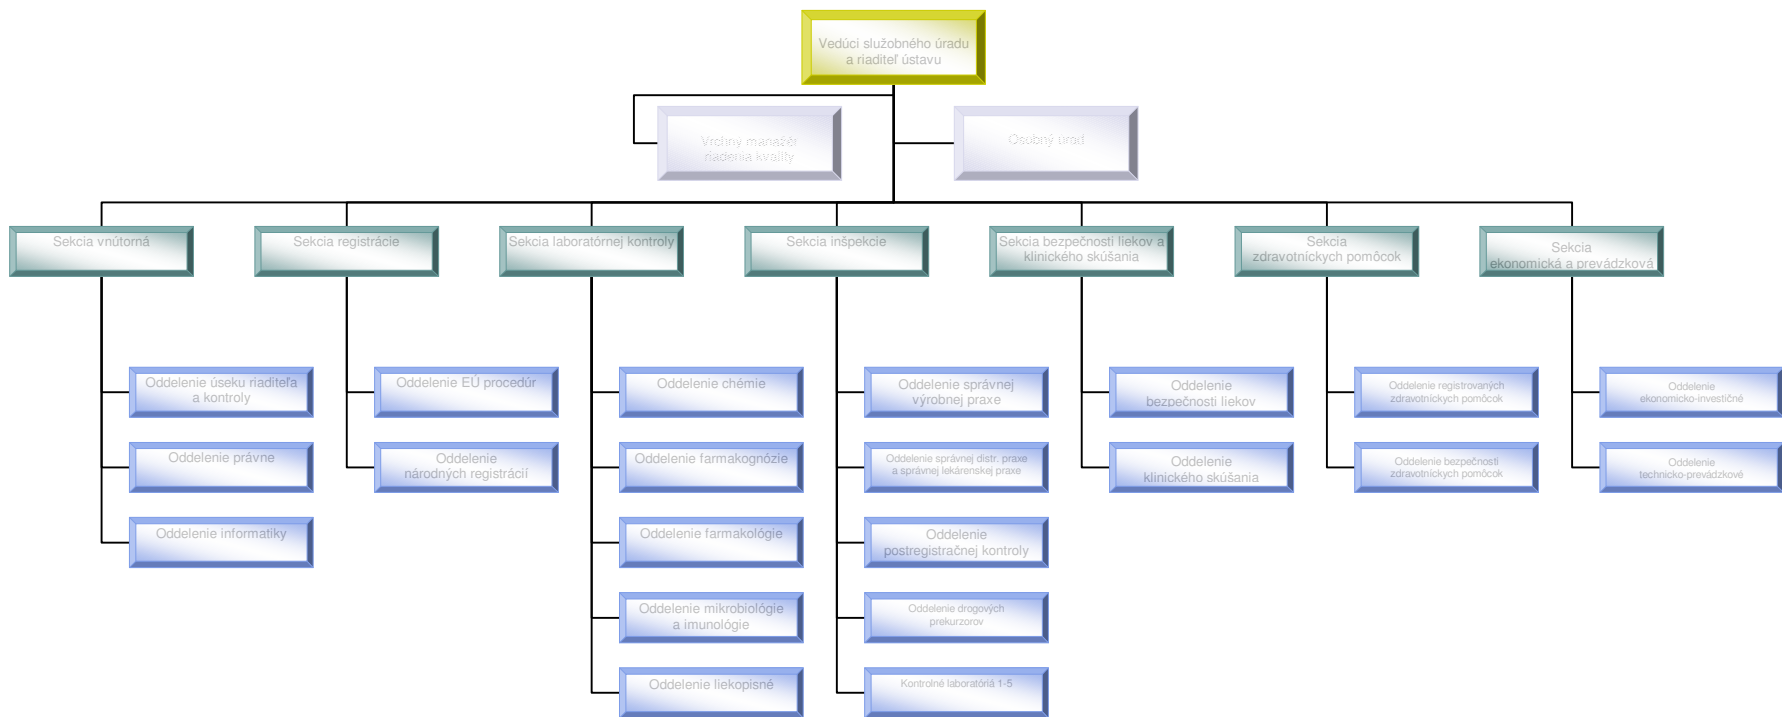 Vedúci služobného úradu
a riaditeľ ústavu
Vrchny manažér
riadenia kvality
Osobný úrad
Sekcia vnútorná
Sekcia registrácie
Sekcia laboratórnej kontroly
Sekcia inšpekcie
Sekcia bezpečnosti liekov a
klinického skúšania
Sekcia
zdravotníckych pomôcok
Sekcia
ekonomická a prevádzková
Oddelenie úseku riaditeľa
a kontroly
Oddelenie EÚ procedúr
Oddelenie chémie
Oddelenie správnej
výrobnej praxe
Oddelenie
bezpečnosti liekov
Oddelenie registrovaných
zdravotníckych pomôcok
Oddelenie
ekonomicko-investičné
Oddelenie právne
Oddelenie
národných registrácií
Oddelenie farmakognózie
Oddelenie správnej distr. praxe
a správnej lekárenskej praxe
Oddelenie
klinického skúšania
Oddelenie bezpečnosti
zdravotníckych pomôcok
Oddelenie
technicko-prevádzkové
Oddelenie informatiky
Oddelenie farmakológie
Oddelenie
postregistračnej kontroly
Oddelenie mikrobiológie
a imunológie
Oddelenie drogových
prekurzorov
Oddelenie liekopisné
Kontrolné laboratóriá 1-5